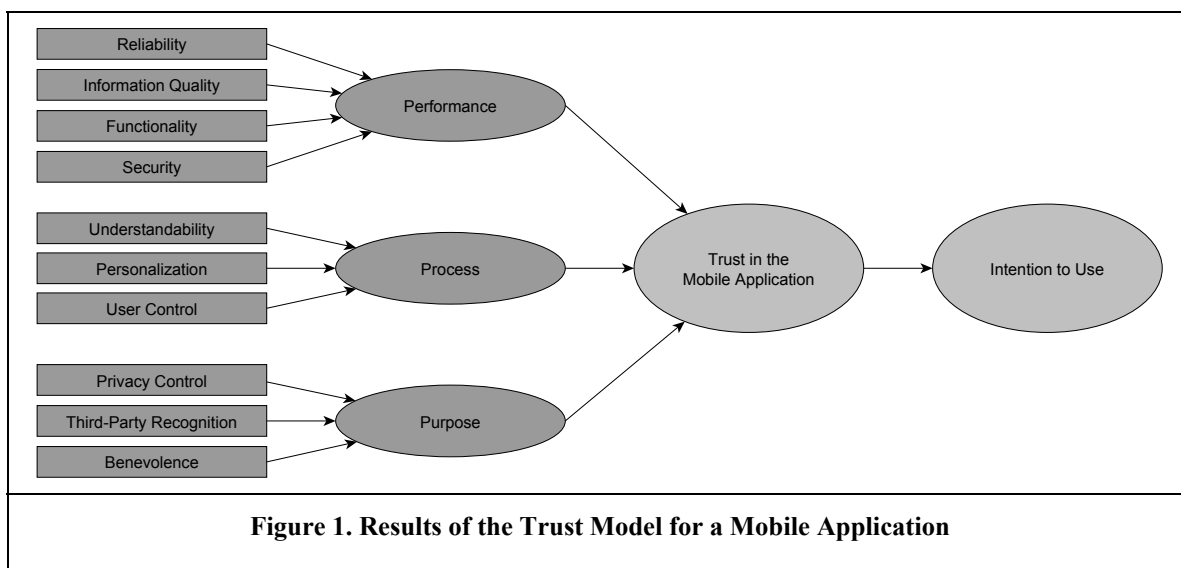 Reliability
Information Quality
Functionality
Security
Performance
Understandability
Personalization
User Control
Process
Privacy Control
Third-Party Recognition
Benevolence
Purpose
Trust in the
Mobile Application
Intention to Use
Figure 1. Results of the Trust Model for a Mobile Application